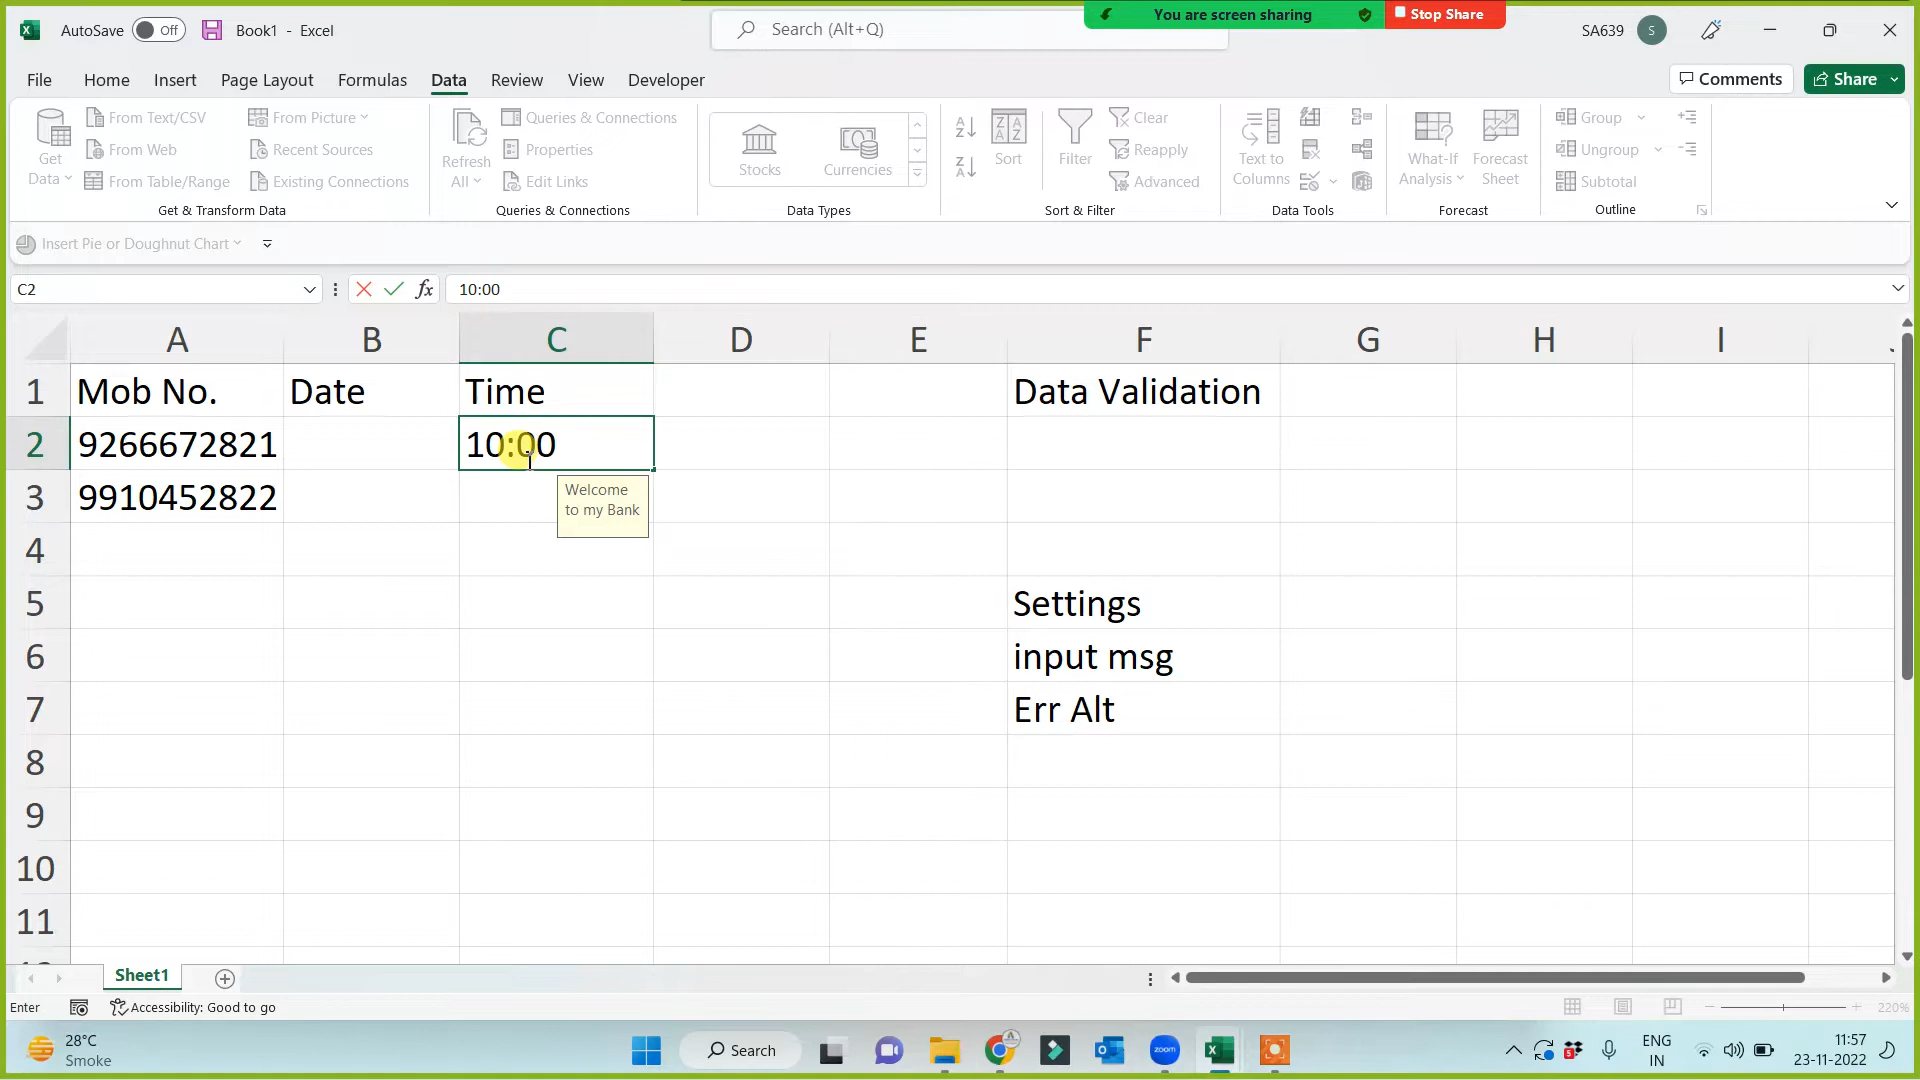 You are screen sharing
Stop Share
AutoSave Off Book1 - Excel
Search (Alt+Q)
SA639 S
File Home Insert Page Layout Formulas Data Review View Developer
Comments Share
Get Data
From Text/CSV
From Web
From Table/Range
From Picture
Recent Sources
Existing Connections
Get & Transform Data
Refresh All
Queries & Connections
Properties
Edit Links
Queries & Connections
Stocks Currencies
Data Types
A Z
Z A
Sort
Filter
Clear
Reapply
Advanced
Sort & Filter
Text to Columns
Data Tools
What-If Analysis
Forecast Sheet
Forecast
Group
Ungroup
Subtotal
Outline
Insert Pie or Doughnut Chart
C2 fx 10:00
A B C D E F G H I
1 Mob No. Date Time Data Validation
2 9266672821 10:00
Welcome
to my Bank
3 9910452822
4
5 Settings
6 input msg
7 Err Alt
8
9
10
11
Sheet1
Enter Accessibility: Good to go 220%
28°C
Smoke
Search
zoom
ENG
IN
11:57
23-11-2022